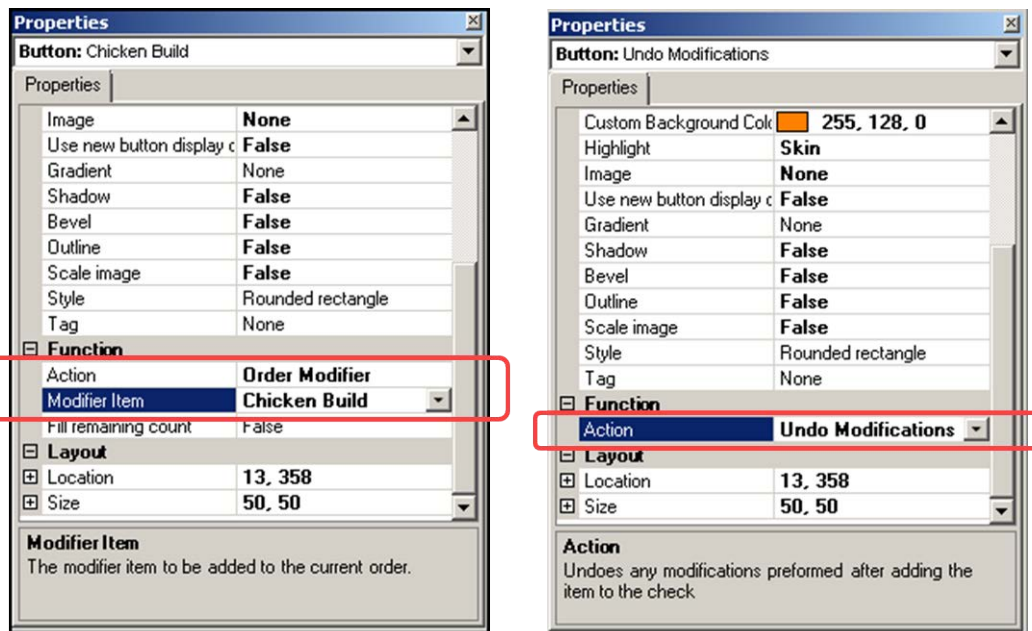 Properties
Button: Chicken Build
Properties
Image None
Use new button display c False
Gradient None
Shadow False
Bevel False
Outline False
Scale image False
Style Rounded rectangle
Tag None
Function
Action Order Modifier
Modifier Item Chicken Build
Fill remaining count False
Layout
Location 13, 358
Size 50, 50
Modifier Item
The modifier item to be added to the current order.
Properties
Button: Undo Modifications
Properties
Custom Background Colo 255, 128, 0
Highlight Skin
Image None
Use new button display c False
Gradient None
Shadow False
Bevel False
Outline False
Scale image False
Style Rounded rectangle
Tag None
Function
Action Undo Modifications
Layout
Location 13, 358
Size 50, 50
Action
Undoes any modifications preformed after adding the
item to the check